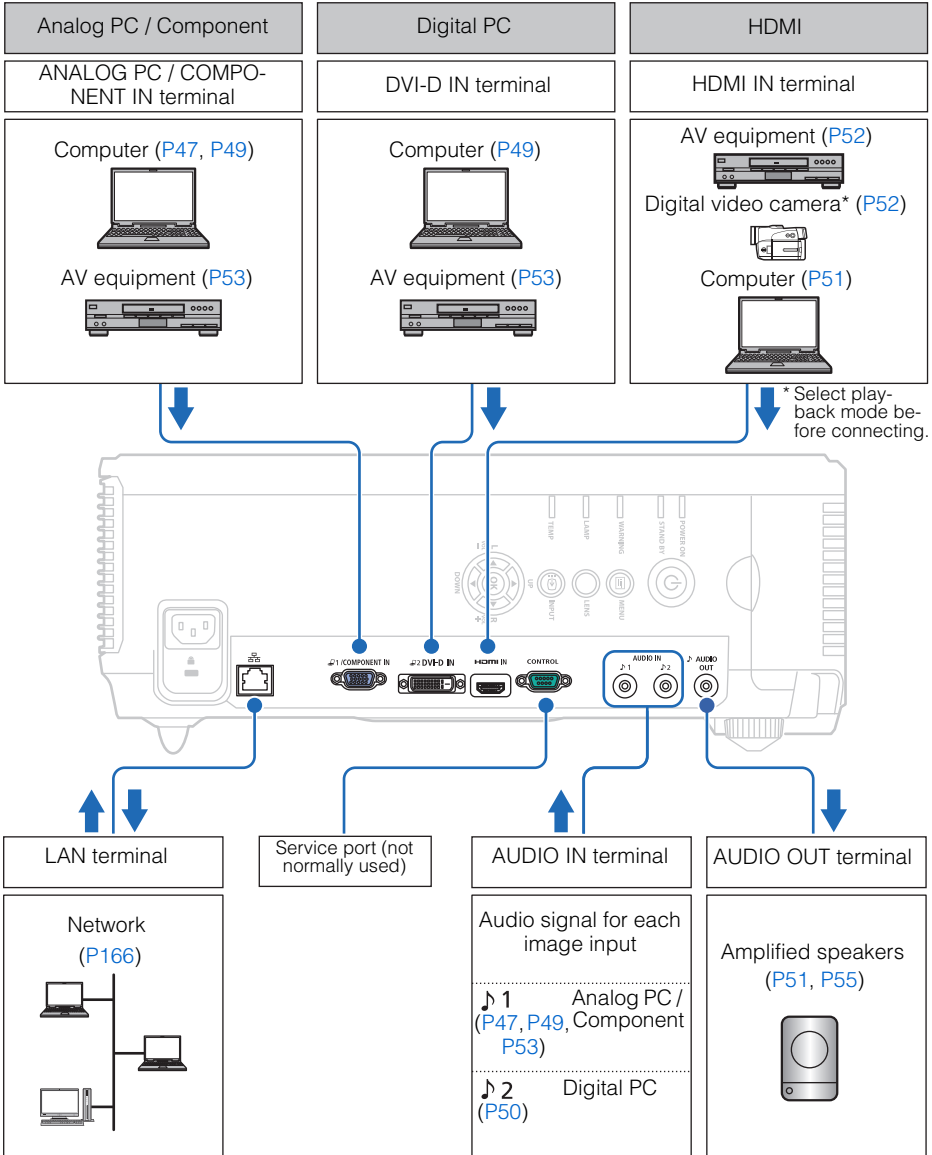 Analog PC / Component
Digital PC
HDMI
ANALOG PC / COMPO-
NENT IN terminal
DVI-D IN terminal
HDMI IN terminal
Computer (P47, P49)
AV equipment (P53)
Computer (P49)
AV equipment (P53)
AV equipment (P52)
Digital video camera* (P52)
Computer (P51)
* Select play-
back mode be-
fore connecting.
TEMP
LAMP
WARNING
STAND BY
POWER ON
VOL
L
OK
R
VOL
UP
DOWN
INPUT
LENS
MENU
1 /COMPONENT IN
2 DVI-D IN
HDMI IN
CONTROL
AUDIO IN
♪ 1
♪ 2
♪ AUDIO
OUT
LAN terminal
Service port (not
normally used)
AUDIO IN terminal
AUDIO OUT terminal
Network
(P166)
Audio signal for each
image input
♪ 1 Analog PC /
(P47, P49, Component
P53)
♪ 2 Digital PC
(P50)
Amplified speakers
(P51, P55)